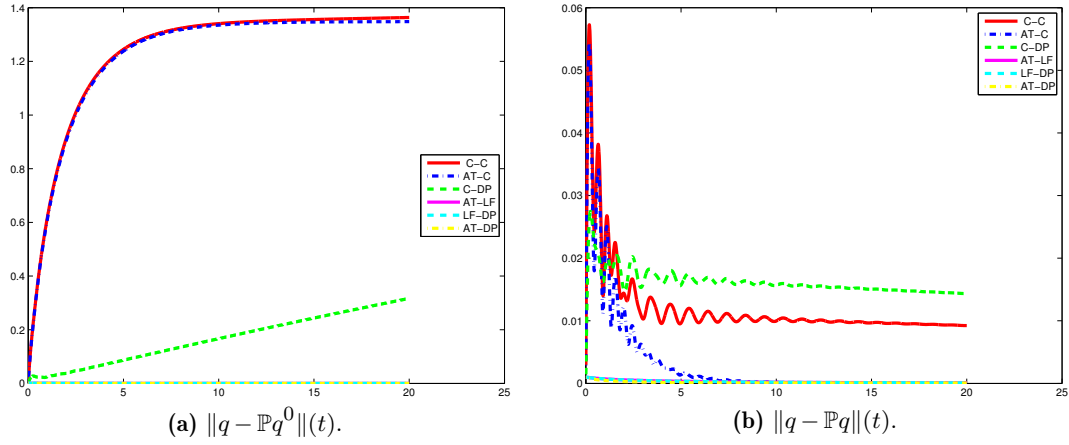 1.4
1.2
1
0.8
0.6
0.4
0.2
0
0 5 10 15 20 25
C−C
AT−C
C−DP
AT−LF
LF−DP
AT−DP
(a) ‖q − ℙq⁰‖(t).
0.06
0.05
0.04
0.03
0.02
0.01
0
0 5 10 15 20 25
C−C
AT−C
C−DP
AT−LF
LF−DP
AT−DP
(b) ‖q − ℙq‖(t).